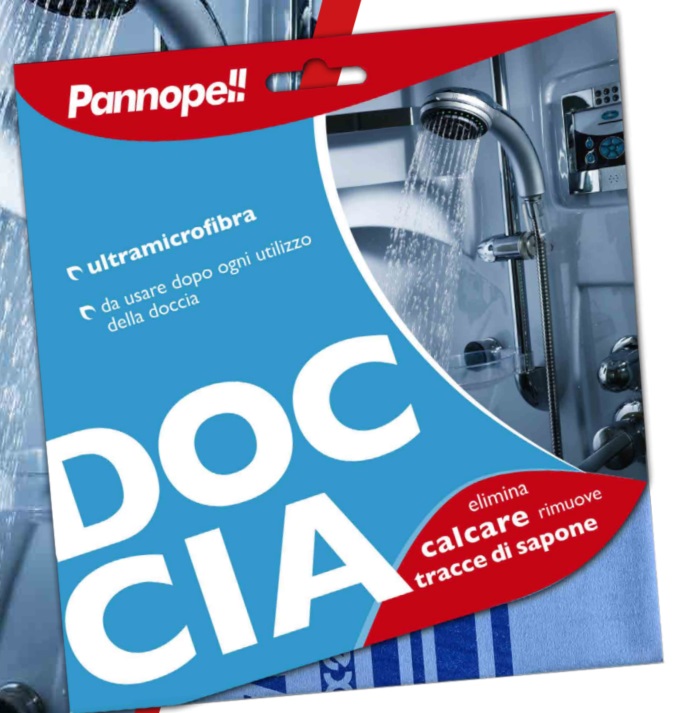 Pannopell!
ultramicrofibra
da usare dopo ogni utilizzo
della doccia
DOC
CIA
elimina
calcare rimuove
tracce di sapone